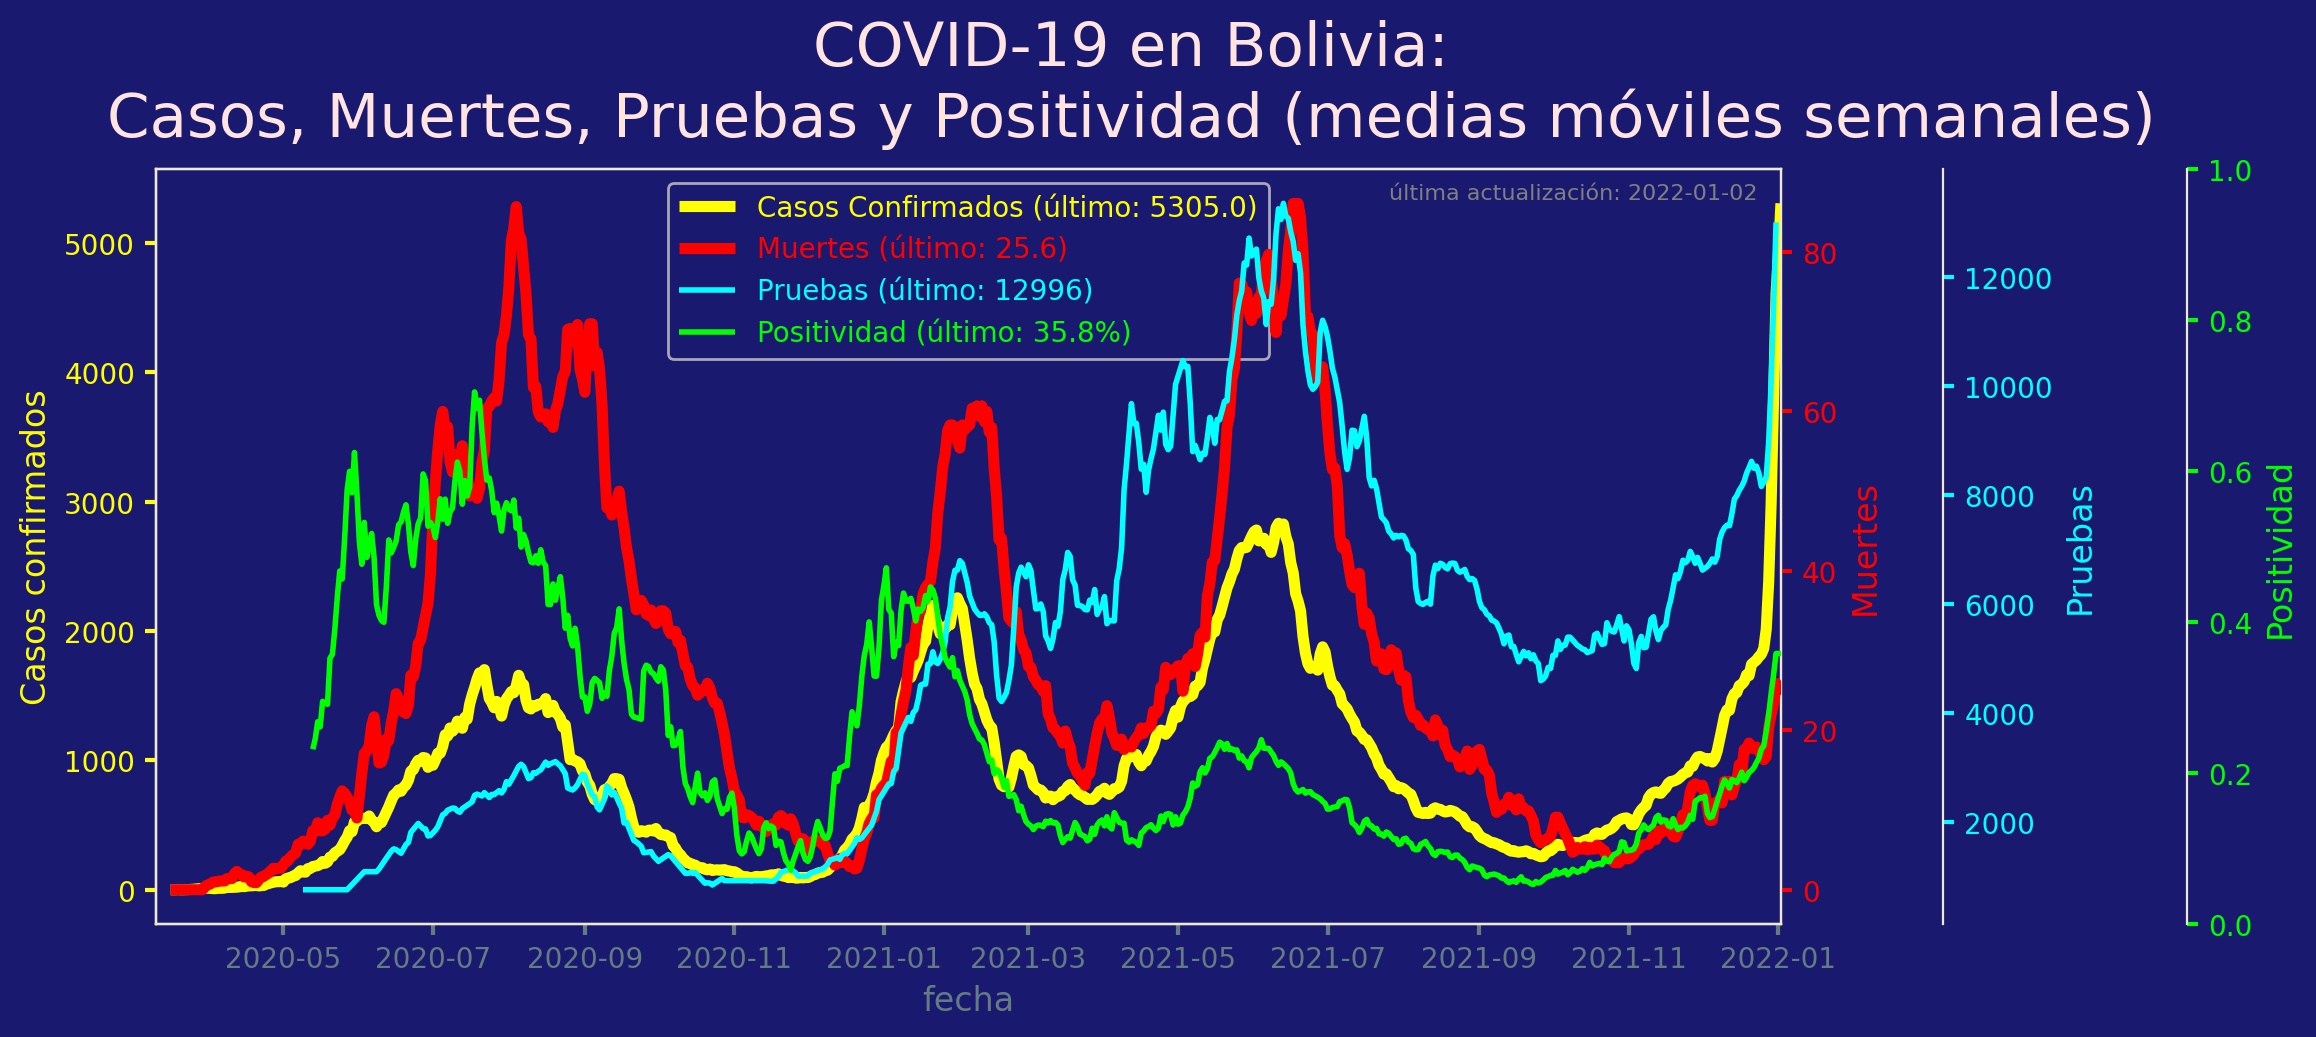 COVID-19 en Bolivia:
Casos, Muertes, Pruebas y Positividad (medias móviles semanales)
última actualización: 2022-01-02
Casos Confirmados (último: 5305.0)
Muertes (último: 25.6)
Pruebas (último: 12996)
Positividad (último: 35.8%)
Casos confirmados
5000
4000
3000
2000
1000
0
Muertes
80
60
40
20
0
Pruebas
12000
10000
8000
6000
4000
2000
Positividad
1.0
0.8
0.6
0.4
0.2
0.0
2020-05 2020-07 2020-09 2020-11 2021-01 2021-03 2021-05 2021-07 2021-09 2021-11 2022-01
fecha